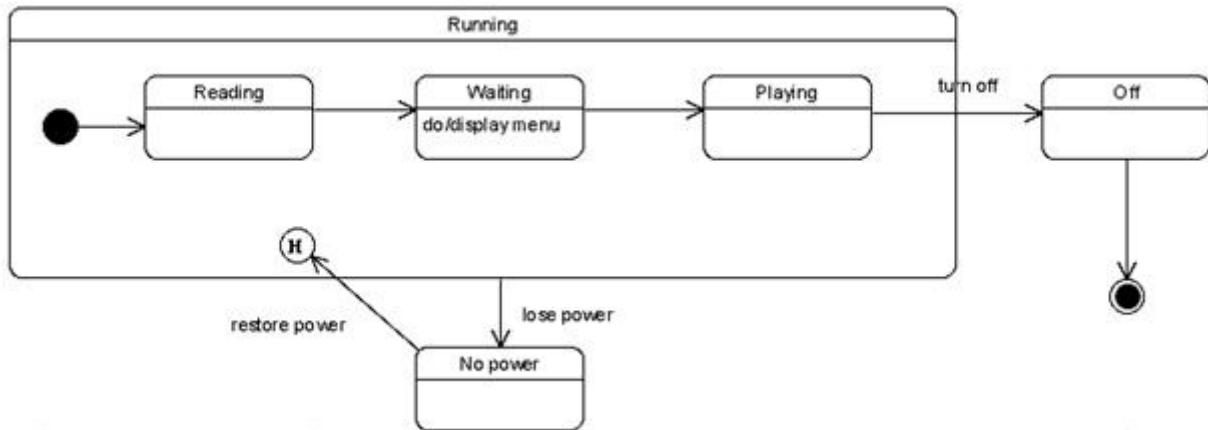 Running
Reading
Waiting
Playing
turn off
Off
do/display menu
H
restore power
lose power
No power